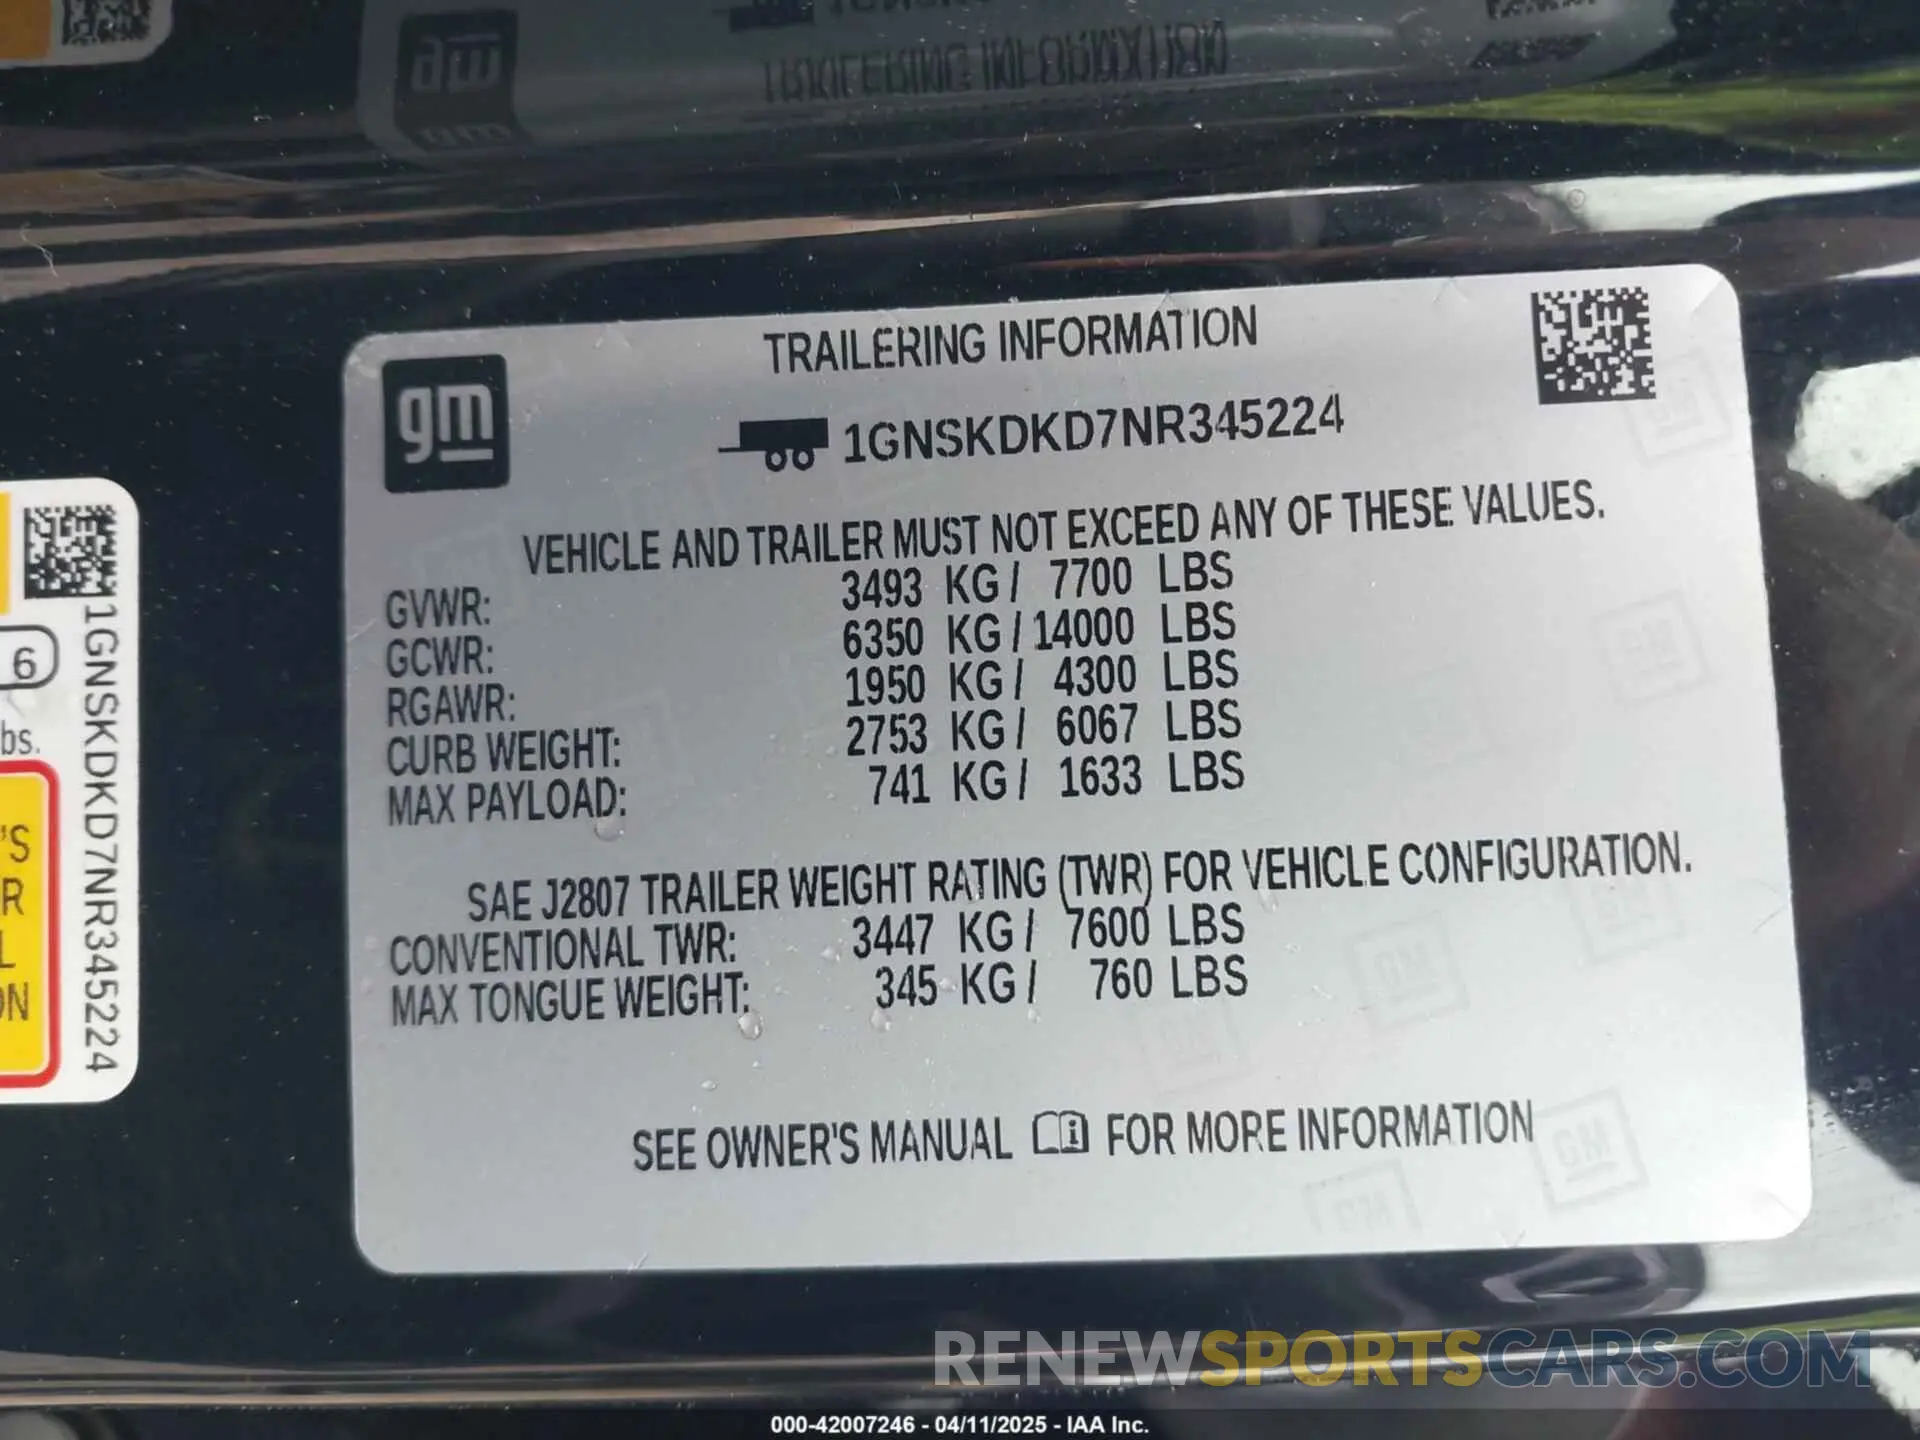 TRAILERING INFORMATION
gm
1GNSKDKD7NR345224
VEHICLE AND TRAILER MUST NOT EXCEED ANY OF THESE VALUES.
GVWR: 3493 KG / 7700 LBS
GCWR: 6350 KG / 14000 LBS
RGAWR: 1950 KG / 4300 LBS
CURB WEIGHT: 2753 KG / 6067 LBS
MAX PAYLOAD: 741 KG / 1633 LBS
SAE J2807 TRAILER WEIGHT RATING (TWR) FOR VEHICLE CONFIGURATION.
CONVENTIONAL TWR: 3447 KG / 7600 LBS
MAX TONGUE WEIGHT: 345 KG / 760 LBS
SEE OWNER'S MANUAL FOR MORE INFORMATION
1GNSKDKD7NR345224
6
bs.
'S
R
L
ON
RENEWSPORTSCARS.COM
000-42007246 - 04/11/2025 - IAA Inc.